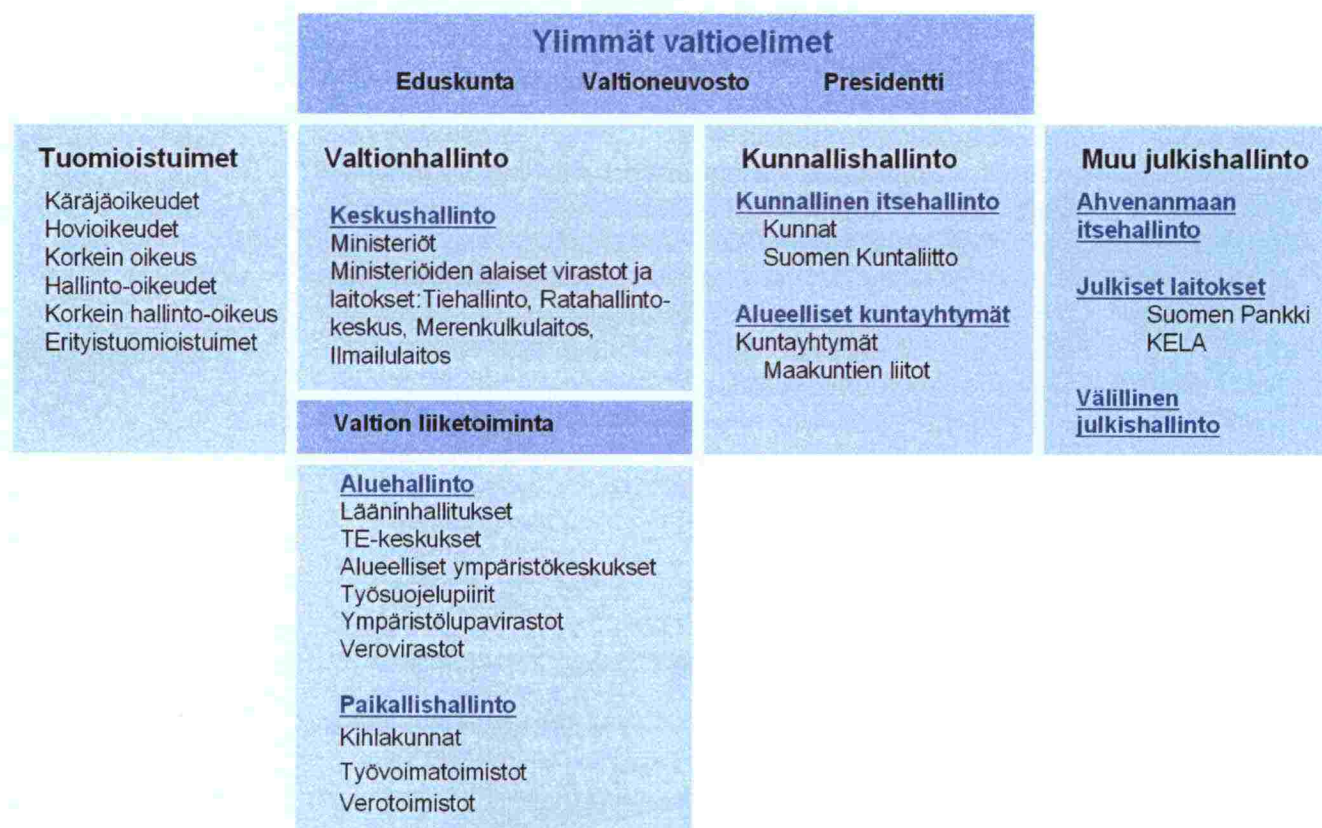 Ylimmät valtioelimet
Eduskunta Valtioneuvosto Presidentti
Tuomioistuimet
Käräjäoikeudet
Hovioikeudet
Korkein oikeus
Hallinto-oikeudet
Korkein hallinto-oikeus
Erityistuomioistuimet
Valtionhallinto
Keskushallinto
Ministeriöt
Ministeriöiden alaiset virastot ja
laitokset:Tiehallinto, Ratahallinto-
keskus, Merenkulkulaitos,
Ilmailulaitos
Valtion liiketoiminta
Aluehallinto
Lääninhallitukset
TE-keskukset
Alueelliset ympäristökeskukset
Työsuojelupiirit
Ympäristölupavirastot
Verovirastot
Paikallishallinto
Kihlakunnat
Työvoimatoimistot
Verotoimistot
Kunnallishallinto
Kunnallinen itsehallinto
Kunnat
Suomen Kuntaliitto
Alueelliset kuntayhtymät
Kuntayhtymät
Maakuntien liitot
Muu julkishallinto
Ahvenanmaan
itsehallinto
Julkiset laitokset
Suomen Pankki
KELA
Välillinen
julkishallinto